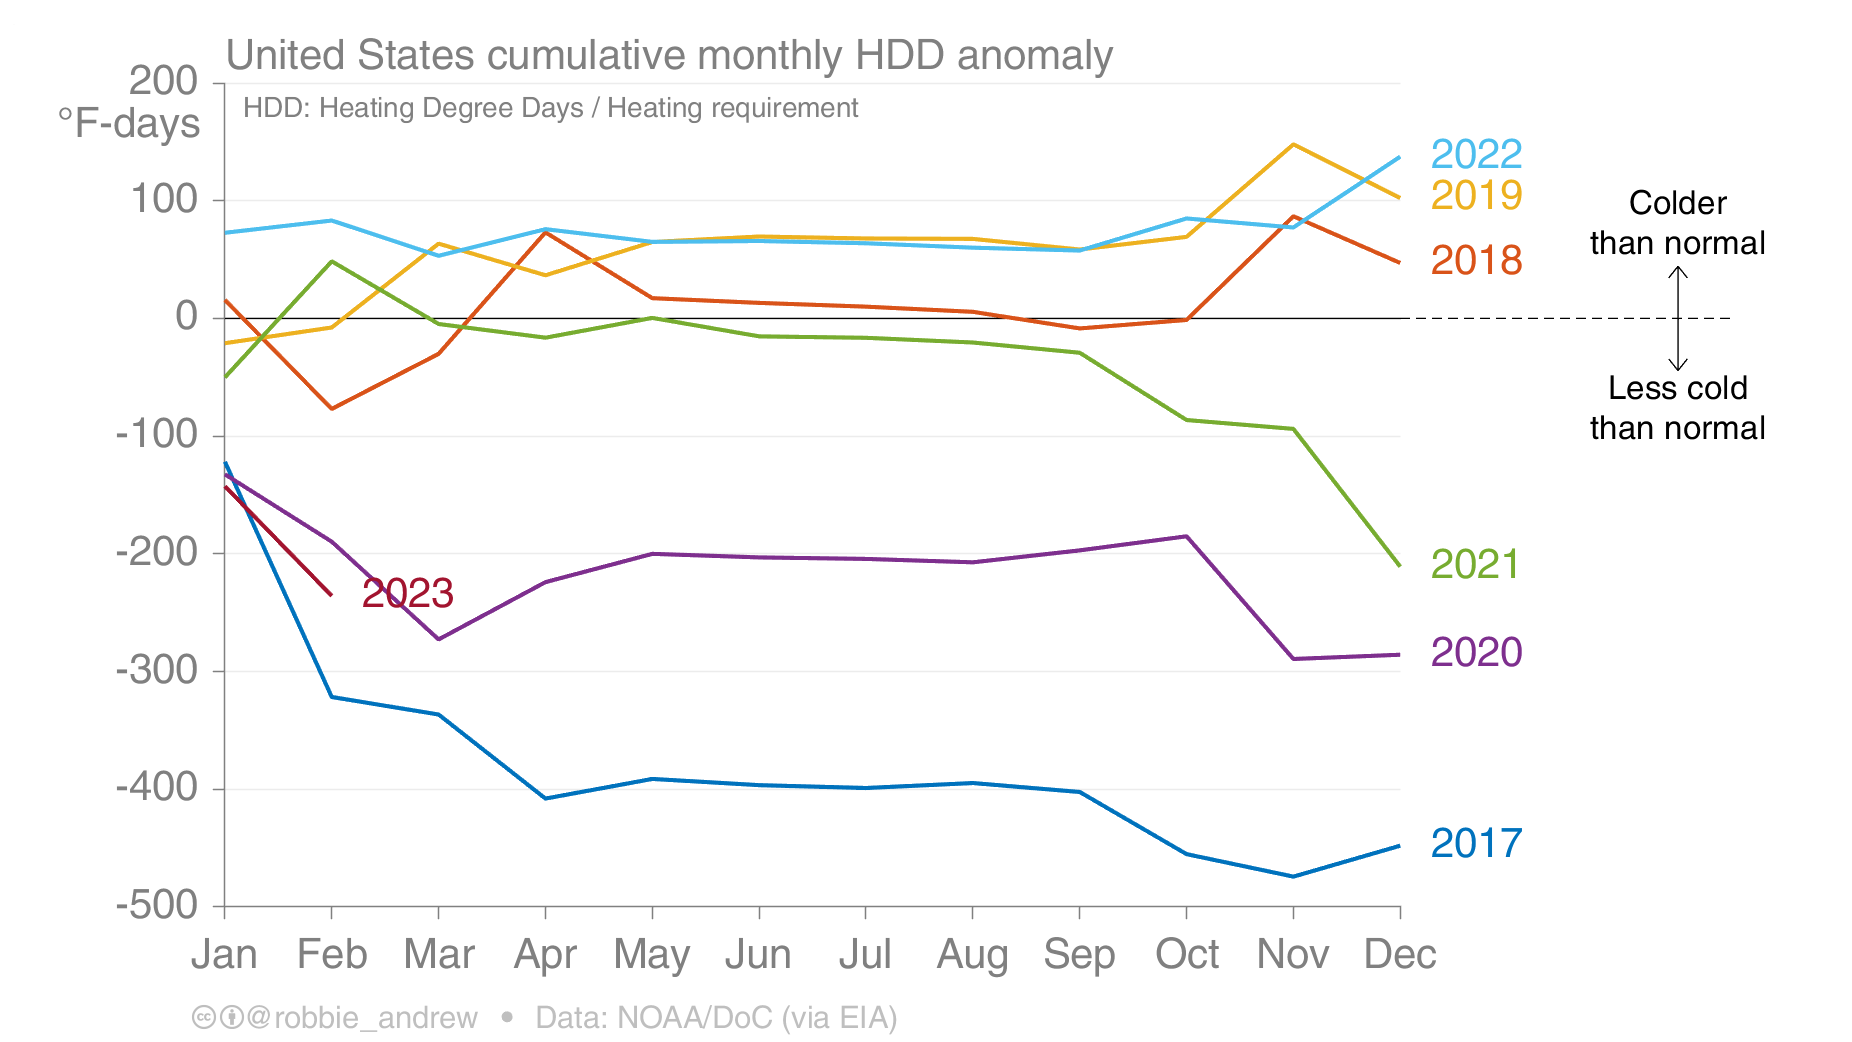 United States cumulative monthly HDD anomaly
200
°F-days
HDD: Heating Degree Days / Heating requirement
2022
100
2019
Colder
than normal
2018
0
Less cold
than normal
-100
-200
2021
2023
-300
2020
-400
2017
-500
Jan Feb Mar Apr May Jun Jul Aug Sep Oct Nov Dec
cc @robbie_andrew • Data: NOAA/DoC (via EIA)